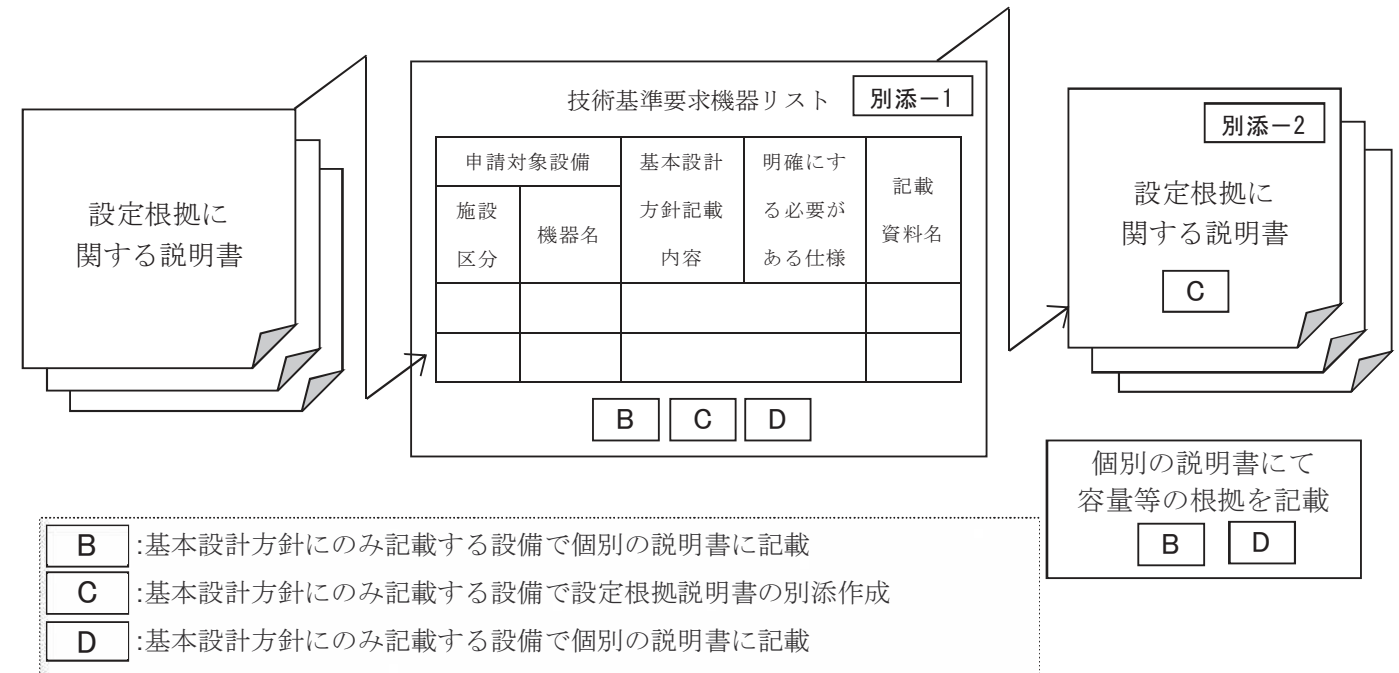 設定根拠に
関する説明書
技術基準要求機器リスト
別添－1
申請対象設備
施設
区分
機器名
基本設計
方針記載
内容
明確にす
る必要が
ある仕様
記載
資料名
B C D
別添－2
設定根拠に
関する説明書
C
個別の説明書にて
容量等の根拠を記載
B D
B :基本設計方針にのみ記載する設備で個別の説明書に記載
C :基本設計方針にのみ記載する設備で設定根拠説明書の別添作成
D :基本設計方針にのみ記載する設備で個別の説明書に記載